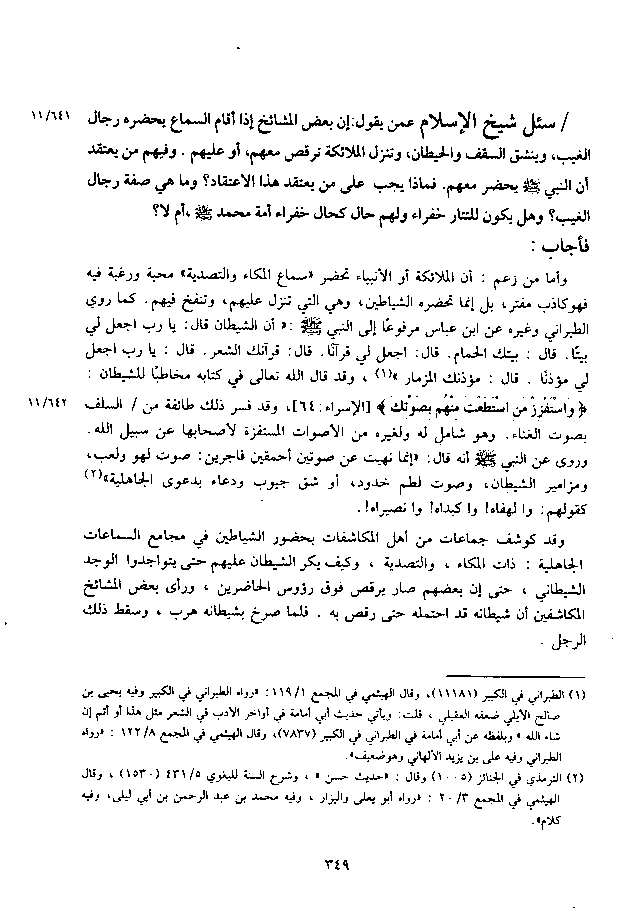 ١١/٦٤١
/ سئل شيخ الإسلام عمن يقول: إن بعض المشائخ إذا أقام السماع يحضره رجال
الغيب، وينشق السقف والحيطان، وتنزل الملائكة ترقص معهم، أو عليهم . وفيهم من يعتقد
أن النبي ﷺ يحضر معهم. فماذا يجب على من يعتقد هذا الاعتقاد؟ وما هي صفة رجال
الغيب؟ وهل يكون للتتار خفراء ولهم حال كحال خفراء أمة محمد ﷺ ،أم لا؟
فأجاب :
وأما من زعم : أن الملائكة أو الأنبياء تحضر «سماع المكاء والتصدية» محبة ورغبة فيه
فهو كاذب مفتر، بل إنما تحضره الشياطين، وهي التي تنزل عليهم، وتنفخ فيهم. كما روي
الطبراني وغيره عن ابن عباس مرفوعًا إلى النبي ﷺ :« أن الشيطان قال: يا رب اجعل لي
بيتًا. قال : بيتك الحمام. قال: اجعل لي قرآنًا. قال: قرآنك الشعر. قال : يا رب اجعل
لي مؤذنًا . قال : مؤذنك المزمار »(١) ، وقد قال الله تعالى في كتابه مخاطبًا للشيطان :
١١/٦٤٢
﴿ وَاسْتَفْزِزْ مَنِ اسْتَطَعْتَ مِنْهُم بِصَوْتِكَ ﴾ [الإسراء: ٦٤]، وقد فسر ذلك طائفة من / السلف
بصوت الغناء. وهو شامل له ولغيره من الأصوات المستفزة لأصحابها عن سبيل الله.
وروى عن النبي ﷺ أنه قال: «إنما نهيت عن صوتين أحمقين فاجرين: صوت لهو ولعب،
ومزامير الشيطان، وصوت لطم خدود، أو شق جيوب ودعاء بدعوى الجاهلية»(٢)
كقولهم: وا لهفاه! وا كبداه! وا نصيراه!.
وقد كوشف جماعات من أهل المكاشفات بحضور الشياطين في مجامع السماعات
الجاهلية : ذات المكاء ، والتصدية ، وكيف يكر الشيطان عليهم حتى يتواجدوا الوجد
الشيطاني ، حتى إن بعضهم صار يرقص فوق رؤوس الحاضرين ، ورأى بعض المشائخ
المكاشفين أن شيطانه قد احتمله حتى رقص به . فلما صرخ بشيطانه هرب ، وسقط ذلك
الرجل .
(١) الطبراني في الكبير (١١١٨١)، وقال الهيثمي في المجمع ١١٩/١ : «رواه الطبراني في الكبير وفيه يحيى بن
صالح الأيلي ضعفه العقيلي ، قلت: ويأتي حديث أبي أمامة في أواخر الأدب في الشعر مثل هذا أو أتم إن
شاء الله » وبلفظه عن أبي أمامة في الطبراني في (٧٨٣٧)، وقال الهيثمي في المجمع ١٢٢/٨ : «رواه
الطبراني وفيه على بن يزيد الألهاني وهوضعيف».
(٢) الترمذي في الجنائز (١٠٠٥) وقال : «حديث حسن » ، وشرح السنة للبغوي ٤٣١/٥ (١٥٣٠) ، وقال
الهيثمي في المجمع ٢٠/٣ : «رواه أبو يعلى والبزار ، وفيه محمد بن عبد الرحمن بن أبي ليلى، وفيه
كلام».
٣٤٩